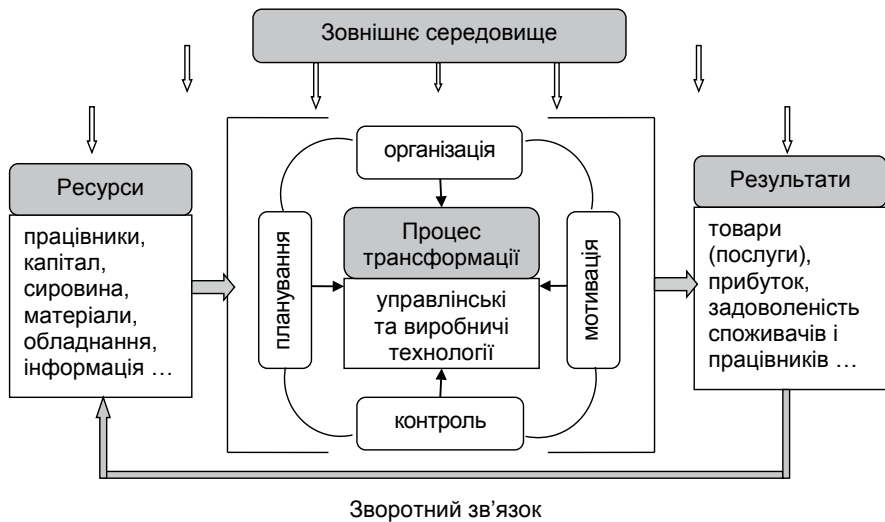 Зовнішнє середовище
Ресурси
працівники,
капітал,
сировина,
матеріали,
обладнання,
інформація …
організація
планування
Процес
трансформації
управлінські
та виробничі
технології
мотивація
контроль
Результати
товари
(послуги),
прибуток,
задоволеність
споживачів і
працівників …
Зворотний зв’язок